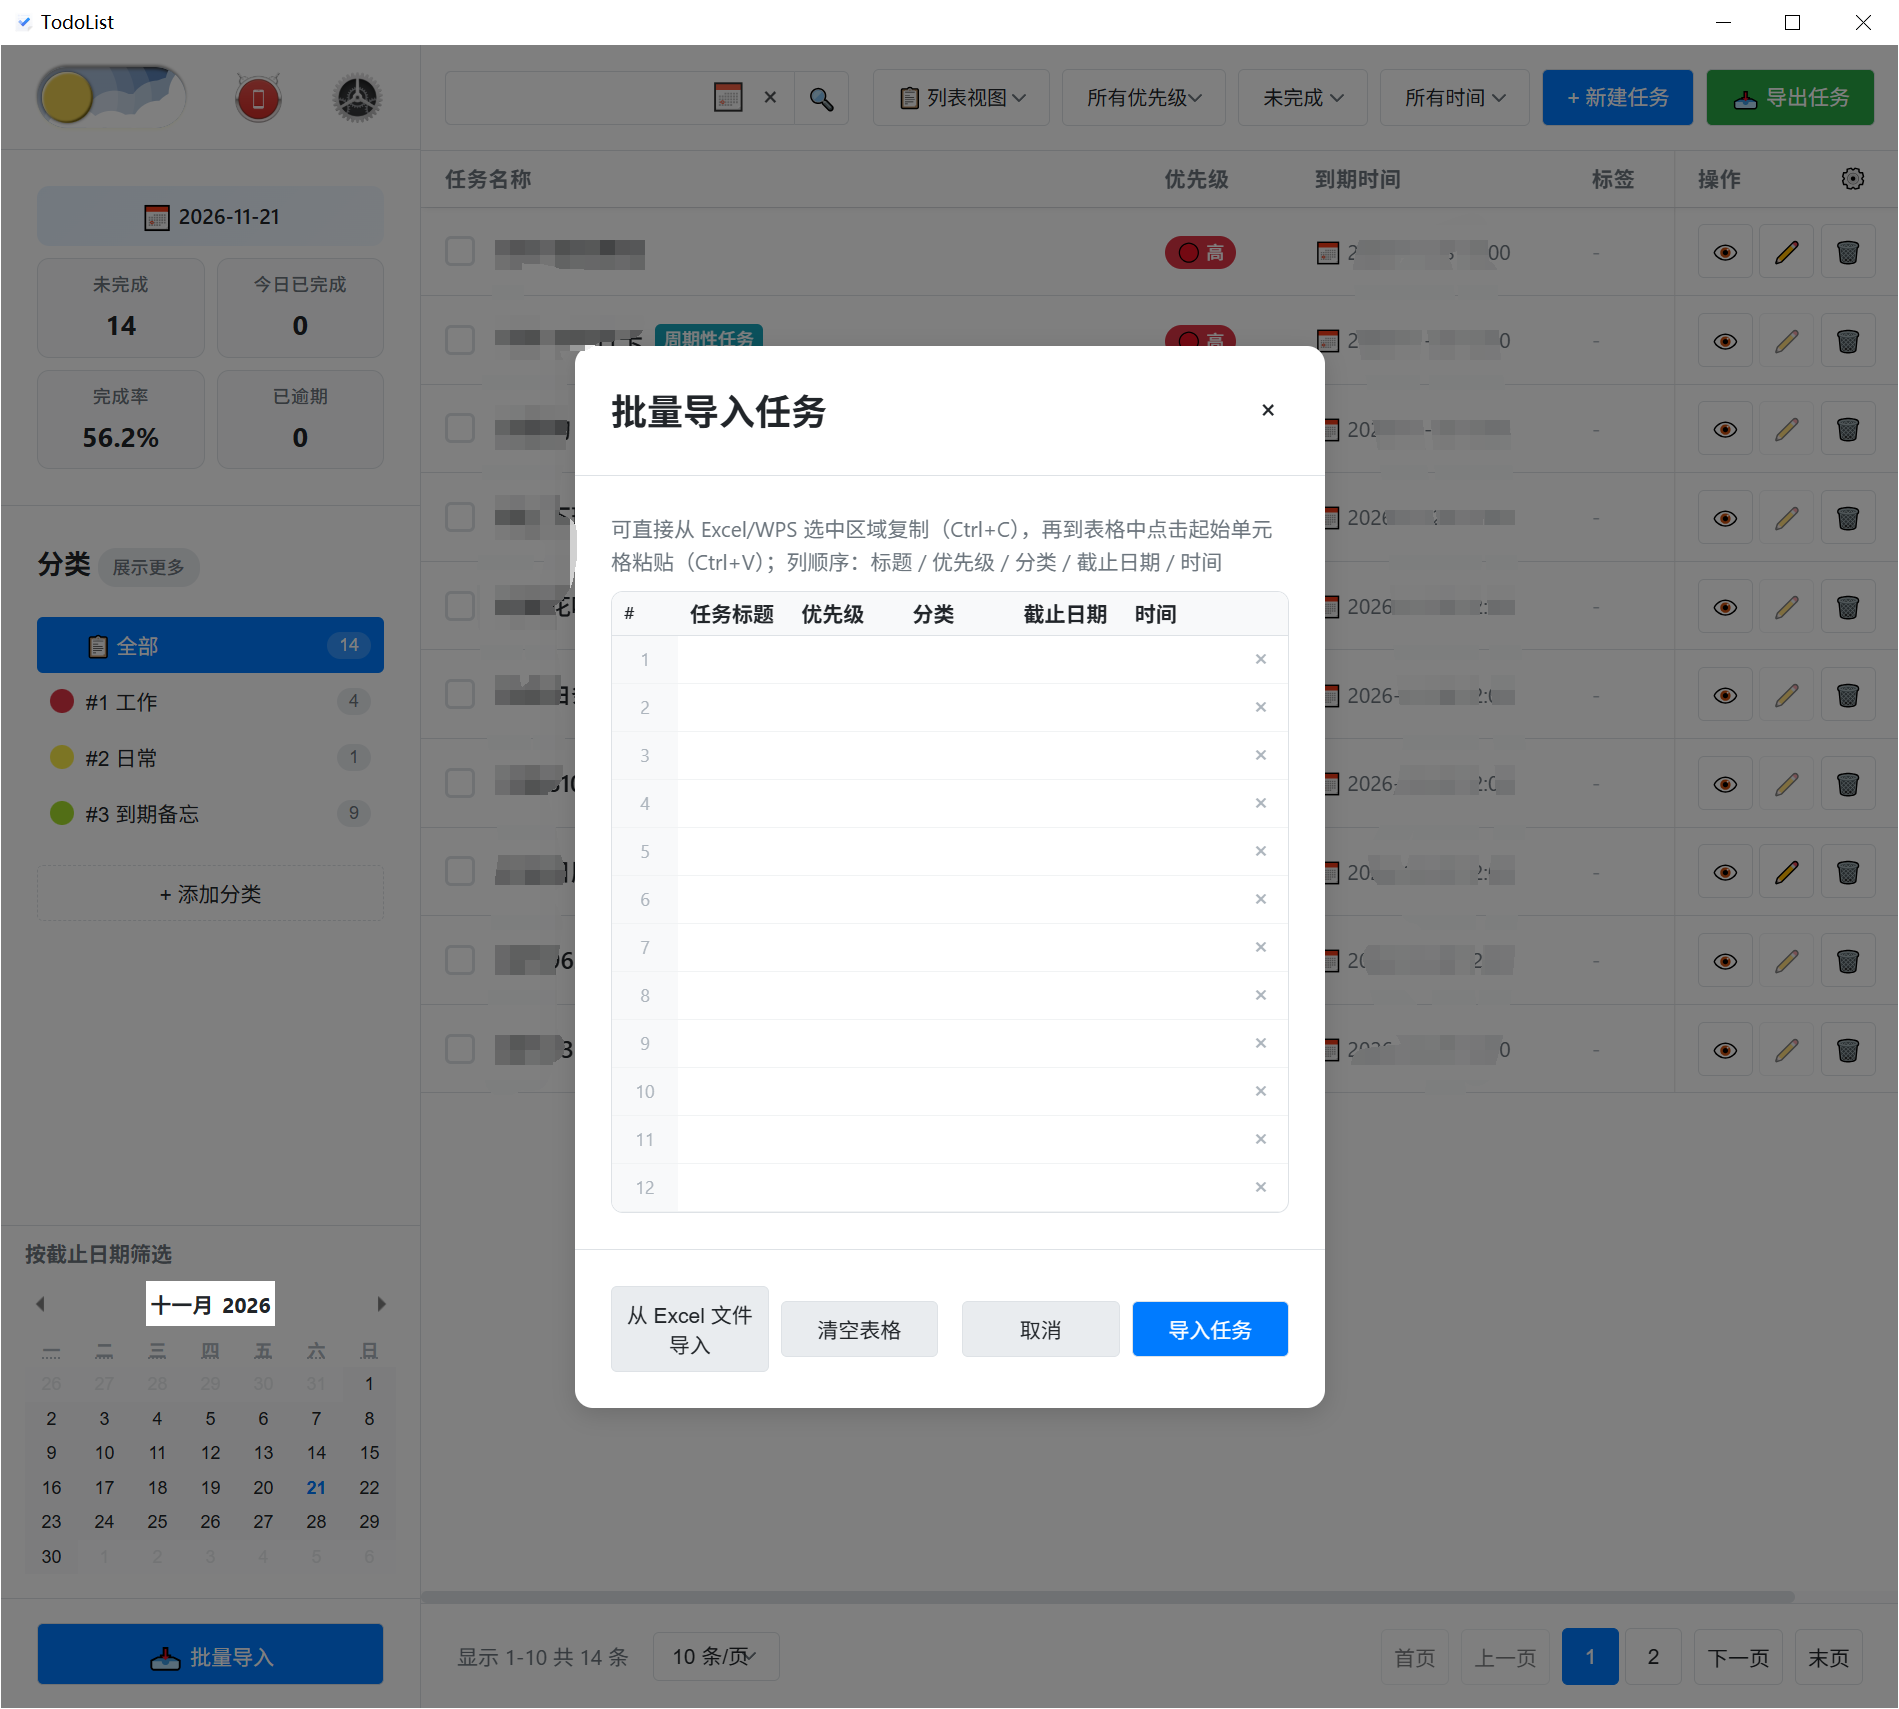 TodoList
列表视图
所有优先级
未完成
所有时间
+ 新建任务
导出任务
2026-11-21
未完成
14
今日已完成
0
完成率
56.2%
已逾期
0
分类
展示更多
全部 14
#1 工作 4
#2 日常 1
#3 到期备忘 9
+ 添加分类
按截止日期筛选
十一月 2026
一 二 三 四 五 六 日
26 27 28 29 30 31 1
2 3 4 5 6 7 8
9 10 11 12 13 14 15
16 17 18 19 20 21 22
23 24 25 26 27 28 29
30 1 2 3 4 5 6
批量导入
任务名称 优先级 到期时间 标签 操作
高 -
周期性任务 高 -
-
-
-
2026- -
2026- -
-
-
-
批量导入任务
×
可直接从 Excel/WPS 选中区域复制（Ctrl+C），再到表格中点击起始单元
格粘贴（Ctrl+V）；列顺序：标题 / 优先级 / 分类 / 截止日期 / 时间
# 任务标题 优先级 分类 截止日期 时间
1 ×
2 ×
3 ×
4 ×
5 ×
6 ×
7 ×
8 ×
9 ×
10 ×
11 ×
12 ×
从 Excel 文件
导入
清空表格
取消
导入任务
显示 1-10 共 14 条
10 条/页
首页
上一页
1
2
下一页
末页